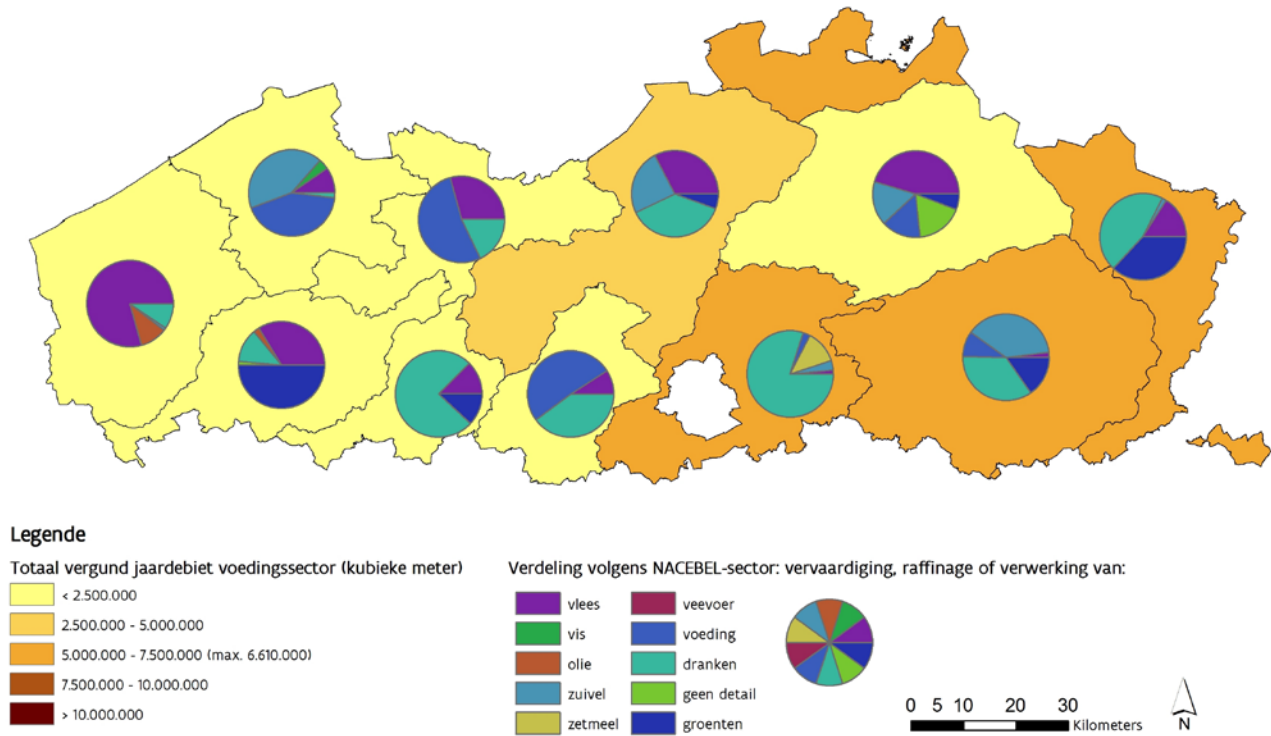 Legende
Totaal vergund jaardebiet voedingssector (kubieke meter)
< 2.500.000
2.500.000 - 5.000.000
5.000.000 - 7.500.000 (max. 6.610.000)
7.500.000 - 10.000.000
> 10.000.000
Verdeling volgens NACEBEL-sector: vervaardiging, raffinage of verwerking van:
vlees
vis
olie
zuivel
zetmeel
veevoer
voeding
dranken
geen detail
groenten
0 5 10 20 30
Kilometers
N